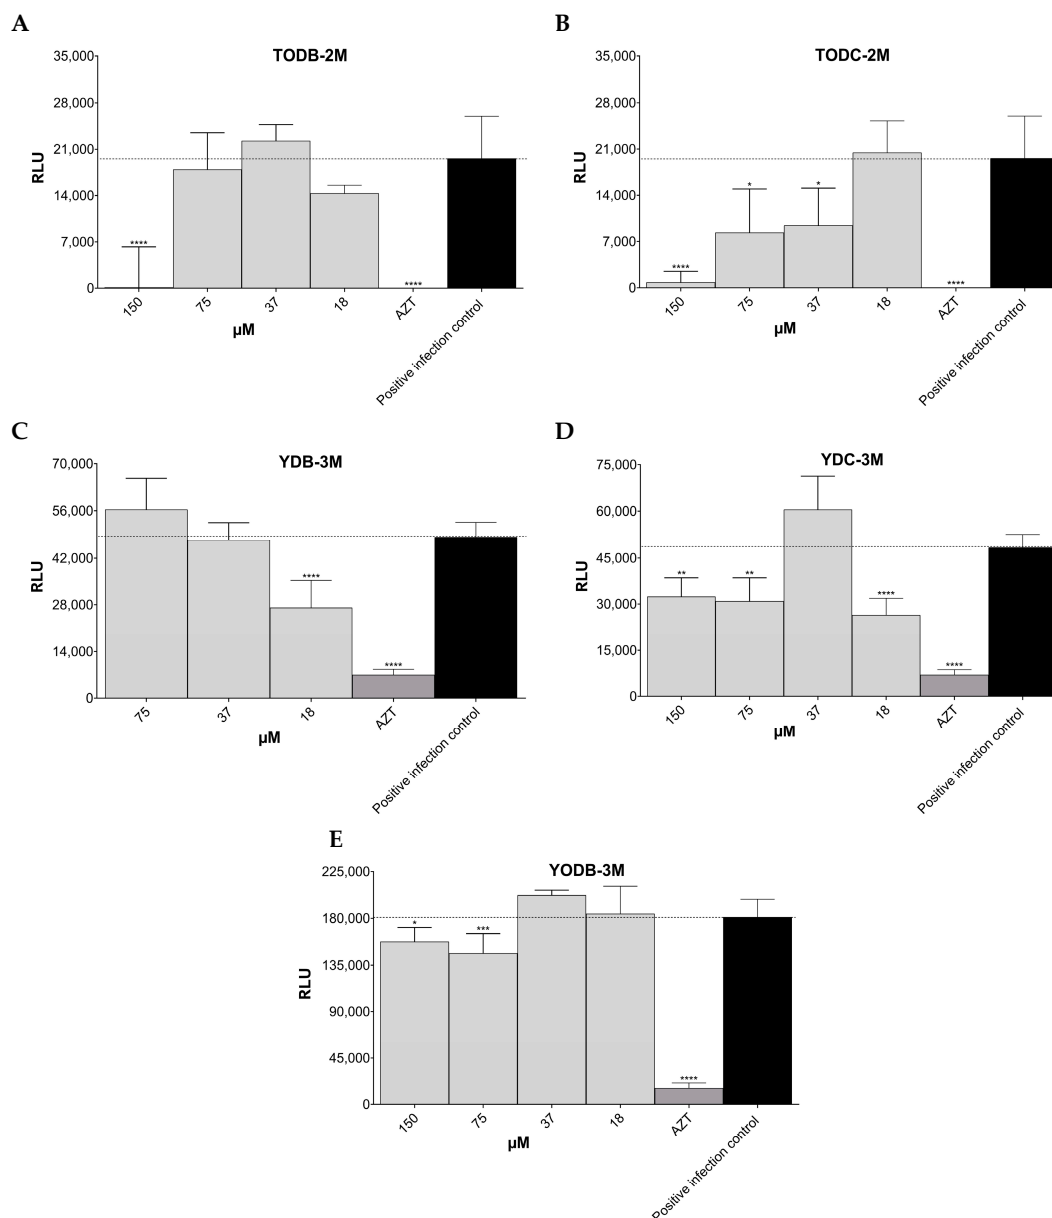 A
TODB-2M
35,000
28,000
21,000
14,000
7,000
0
RLU
****
****
150
75
37
18
AZT
Positive infection control
µM
B
TODC-2M
35,000
28,000
21,000
14,000
7,000
0
RLU
****
*
*
****
150
75
37
18
AZT
Positive infection control
µM
C
YDB-3M
70,000
56,000
42,000
28,000
14,000
0
RLU
****
****
75
37
18
AZT
Positive infection control
µM
D
YDC-3M
75,000
60,000
45,000
30,000
15,000
0
RLU
**
**
****
****
150
75
37
18
AZT
Positive infection control
µM
E
YODB-3M
225,000
180,000
135,000
90,000
45,000
0
RLU
*
***
****
150
75
37
18
AZT
Positive infection control
µM